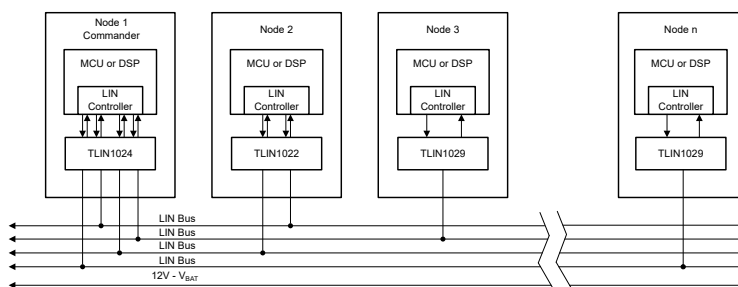 Node 1
Commander
MCU or DSP
LIN
Controller
TLIN1024
Node 2
MCU or DSP
LIN
Controller
TLIN1022
Node 3
MCU or DSP
LIN
Controller
TLIN1029
Node n
MCU or DSP
LIN
Controller
TLIN1029
LIN Bus
LIN Bus
LIN Bus
LIN Bus
12V - VBAT